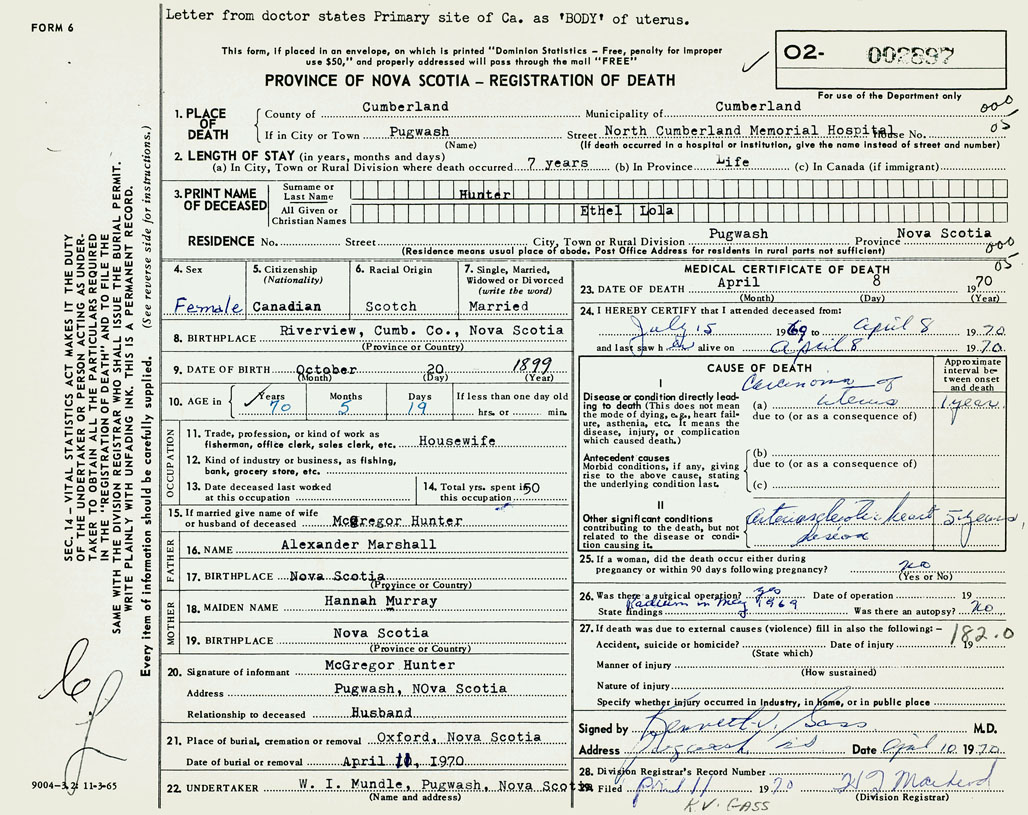 Letter from doctor states Primary site of Ca. as 'BODY' of uterus.
FORM 6
This form, if placed in an envelope, on which is printed "Dominion Statistics – Free, penalty for improper
use $50," and properly addressed will pass through the mail "FREE"
PROVINCE OF NOVA SCOTIA – REGISTRATION OF DEATH
O2- 002897
For use of the Department only
SEC. 14 – VITAL STATISTICS ACT MAKES IT THE DUTY
OF THE UNDERTAKER OR PERSON ACTING AS UNDER-
TAKER TO OBTAIN ALL THE PARTICULARS REQUIRED
IN THE "REGISTRATION OF DEATH" AND TO FILE THE
SAME WITH THE DIVISION REGISTRAR WHO SHALL ISSUE THE BURIAL PERMIT.
WRITE PLAINLY WITH UNFADING INK. THIS IS A PERMANENT RECORD.
Every item of information should be carefully supplied. (See reverse side for instructions.)
1. PLACE OF DEATH
County of Cumberland Municipality of Cumberland 000
If in City or Town Pugwash Street North Cumberland Memorial Hospital House No. 05
(Name) (If death occurred in a hospital or institution, give the name instead of street and number)
2. LENGTH OF STAY (in years, months and days)
(a) In City, Town or Rural Division where death occurred 7 years (b) In Province Life (c) In Canada (if immigrant)
3. PRINT NAME OF DECEASED
Surname or Last Name Hunter
All Given or Christian Names Ethel Lola
RESIDENCE No. Street City, Town or Rural Division Pugwash Province Nova Scotia
(Residence means usual place of abode. Post Office Address for residents in rural parts not sufficient) 000
05
4. Sex
Female
5. Citizenship
(Nationality)
Canadian
6. Racial Origin
Scotch
7. Single, Married, Widowed or Divorced
(write the word)
Married
8. BIRTHPLACE Riverview, Cumb. Co., Nova Scotia
(Province or Country)
9. DATE OF BIRTH October 20 1899
(Month) (Day) (Year)
10. AGE in Years Months Days If less than one day old
70 5 19 hrs. or min.
OCCUPATION
11. Trade, profession, or kind of work as
fisherman, office clerk, sales clerk, etc. Housewife
12. Kind of industry or business, as fishing,
bank, grocery store, etc.
13. Date deceased last worked
at this occupation
14. Total yrs. spent in
this occupation 50
15. If married give name of wife
or husband of deceased McGregor Hunter
FATHER
16. NAME Alexander Marshall
17. BIRTHPLACE Nova Scotia
(Province or Country)
MOTHER
18. MAIDEN NAME Hannah Murray
19. BIRTHPLACE Nova Scotia
(Province or Country)
20. Signature of informant McGregor Hunter
Address Pugwash, NOva Scotia
Relationship to deceased Husband
21. Place of burial, cremation or removal Oxford, Nova Scotia
Date of burial or removal April , 1970
22. UNDERTAKER W. I. Mundle, Pugwash, Nova Scotia
(Name and address)
9004-3.2: 11-3-65
MEDICAL CERTIFICATE OF DEATH
23. DATE OF DEATH April 8 1970
(Month) (Day) (Year)
24. I HEREBY CERTIFY that I attended deceased from:
July 15 1969 to April 8 1970
and last saw her alive on April 8 1970
CAUSE OF DEATH
Approximate interval between onset and death
I
Disease or condition directly lead-
ing to death (This does not mean
the mode of dying, e.g., heart fail-
ure, asthenia, etc. It means the
disease, injury, or complication
which caused death.)
Carcinoma of
(a) uterus 1 year
due to (or as a consequence of)
Antecedent causes
Morbid conditions, if any, giving
rise to the above cause, stating
the underlying condition last.
(b)
due to (or as a consequence of)
(c)
II
Other significant conditions
contributing to the death, but not
related to the disease or condi-
tion causing it.
Arteriosclerotic heart 5 years
disease
25. If a woman, did the death occur either during
pregnancy or within 90 days following pregnancy? no
(Yes or No)
26. Was there a surgical operation? yes Date of operation 19
State findings Radium in May 1969 Was there an autopsy? no
27. If death was due to external causes (violence) fill in also the following: – 182.0
Accident, suicide or homicide? Date of injury 19
(State which)
Manner of injury
(How sustained)
Nature of injury
Specify whether injury occurred in Industry, in home, or in public place
Signed by Kenneth V. Gass M.D.
Address Pugwash NS Date April 10 1970
28. Division Registrar's Record Number
29. Filed April 11 1970
(Division Registrar)
K.V. GASS